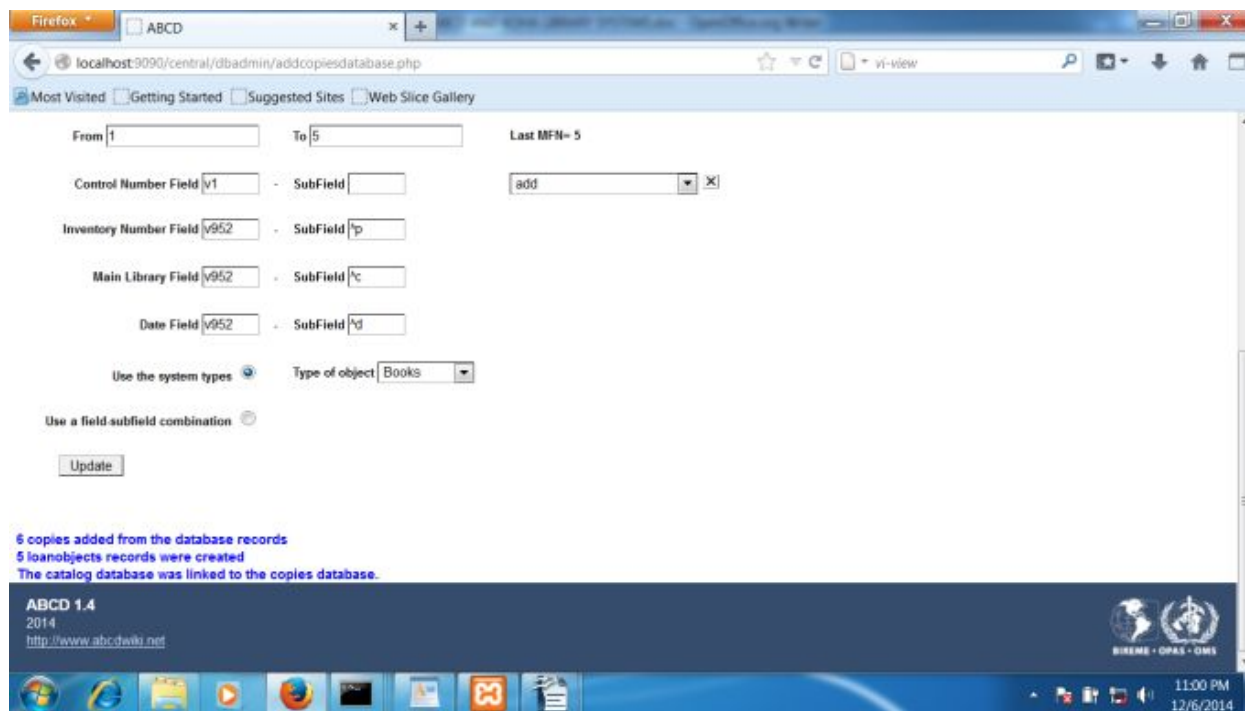 Firefox
ABCD
localhost:9090/central/dbadmin/addcopiesdatabase.php
vi-view
Most Visited Getting Started Suggested Sites Web Slice Gallery
From 1 To 5 Last MFN= 5
Control Number Field v1 - SubField add
Inventory Number Field v952 - SubField ^p
Main Library Field v952 - SubField ^c
Date Field v952 - SubField ^d
Use the system types Type of object Books
Use a field-subfield combination
Update
6 copies added from the database records
5 loanobjects records were created
The catalog database was linked to the copies database.
ABCD 1.4
2014
http://www.abcdwiki.net
BIREME • OPAS • OMS
11:00 PM
12/6/2014